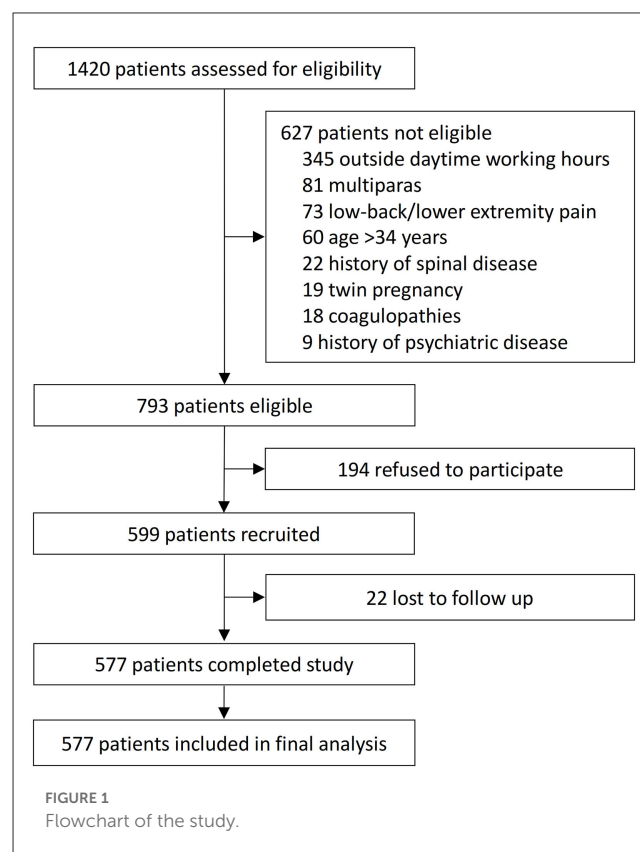 1420 patients assessed for eligibility
627 patients not eligible
345 outside daytime working hours
81 multiparas
73 low-back/lower extremity pain
60 age >34 years
22 history of spinal disease
19 twin pregnancy
18 coagulopathies
9 history of psychiatric disease
793 patients eligible
194 refused to participate
599 patients recruited
22 lost to follow up
577 patients completed study
577 patients included in final analysis
FIGURE 1
Flowchart of the study.